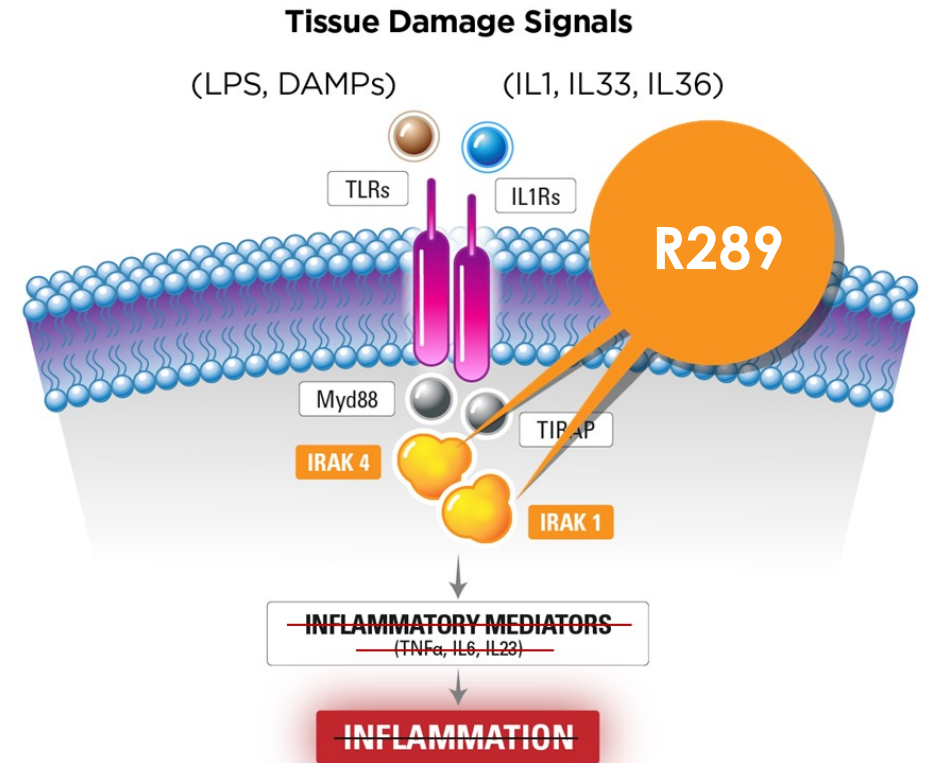 Tissue Damage Signals
(LPS, DAMPs) (IL1, IL33, IL36)
TLRs
IL1Rs
R289
Myd88
TIRAP
IRAK 4
IRAK 1
INFLAMMATORY MEDIATORS
(TNFα, IL6, IL23)
INFLAMMATION